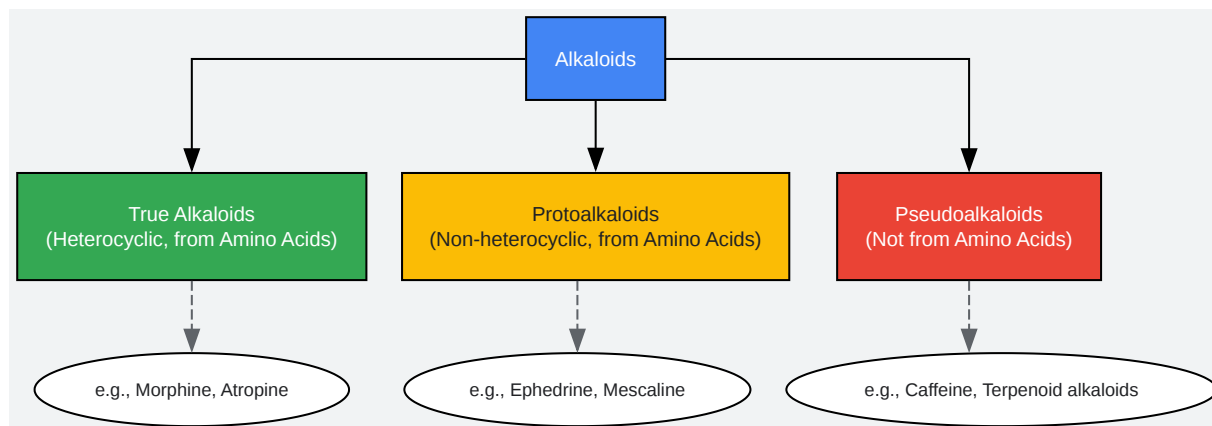 Alkaloids
True Alkaloids
(Heterocyclic, from Amino Acids)
Protoalkaloids
(Non-heterocyclic, from Amino Acids)
Pseudoalkaloids
(Not from Amino Acids)
e.g., Morphine, Atropine
e.g., Ephedrine, Mescaline
e.g., Caffeine, Terpenoid alkaloids